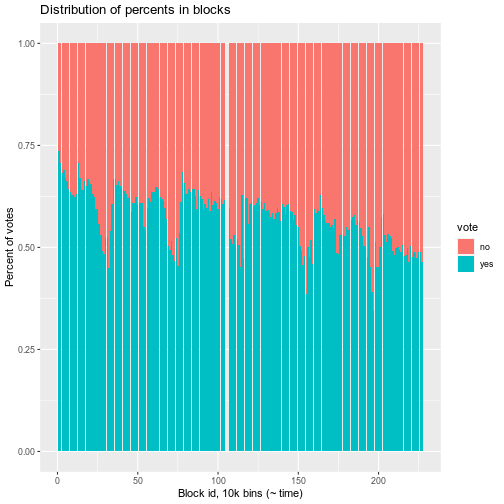 Distribution of percents in blocks
1.00
0.75
0.50
0.25
0.00
Percent of votes
0 50 100 150 200
Block id, 10k bins (~ time)
vote
no
yes